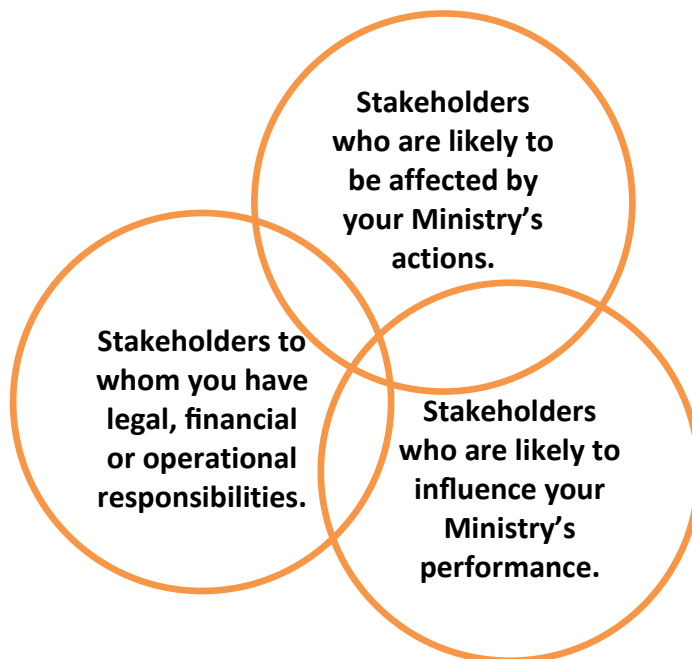 Stakeholders
who are likely to
be affected by
your Ministry’s
actions.
Stakeholders to
whom you have
legal, financial
or operational
responsibilities.
Stakeholders
who are likely to
influence your
Ministry’s
performance.